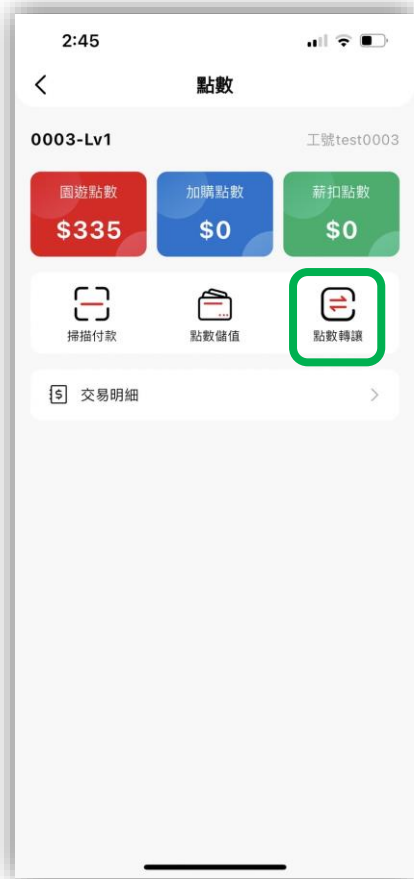 2:45
點數
0003-Lv1
工號test0003
園遊點數
加購點數
薪扣點數
$335
$0
$0
掃描付款
點數儲值
點數轉讓
交易明細